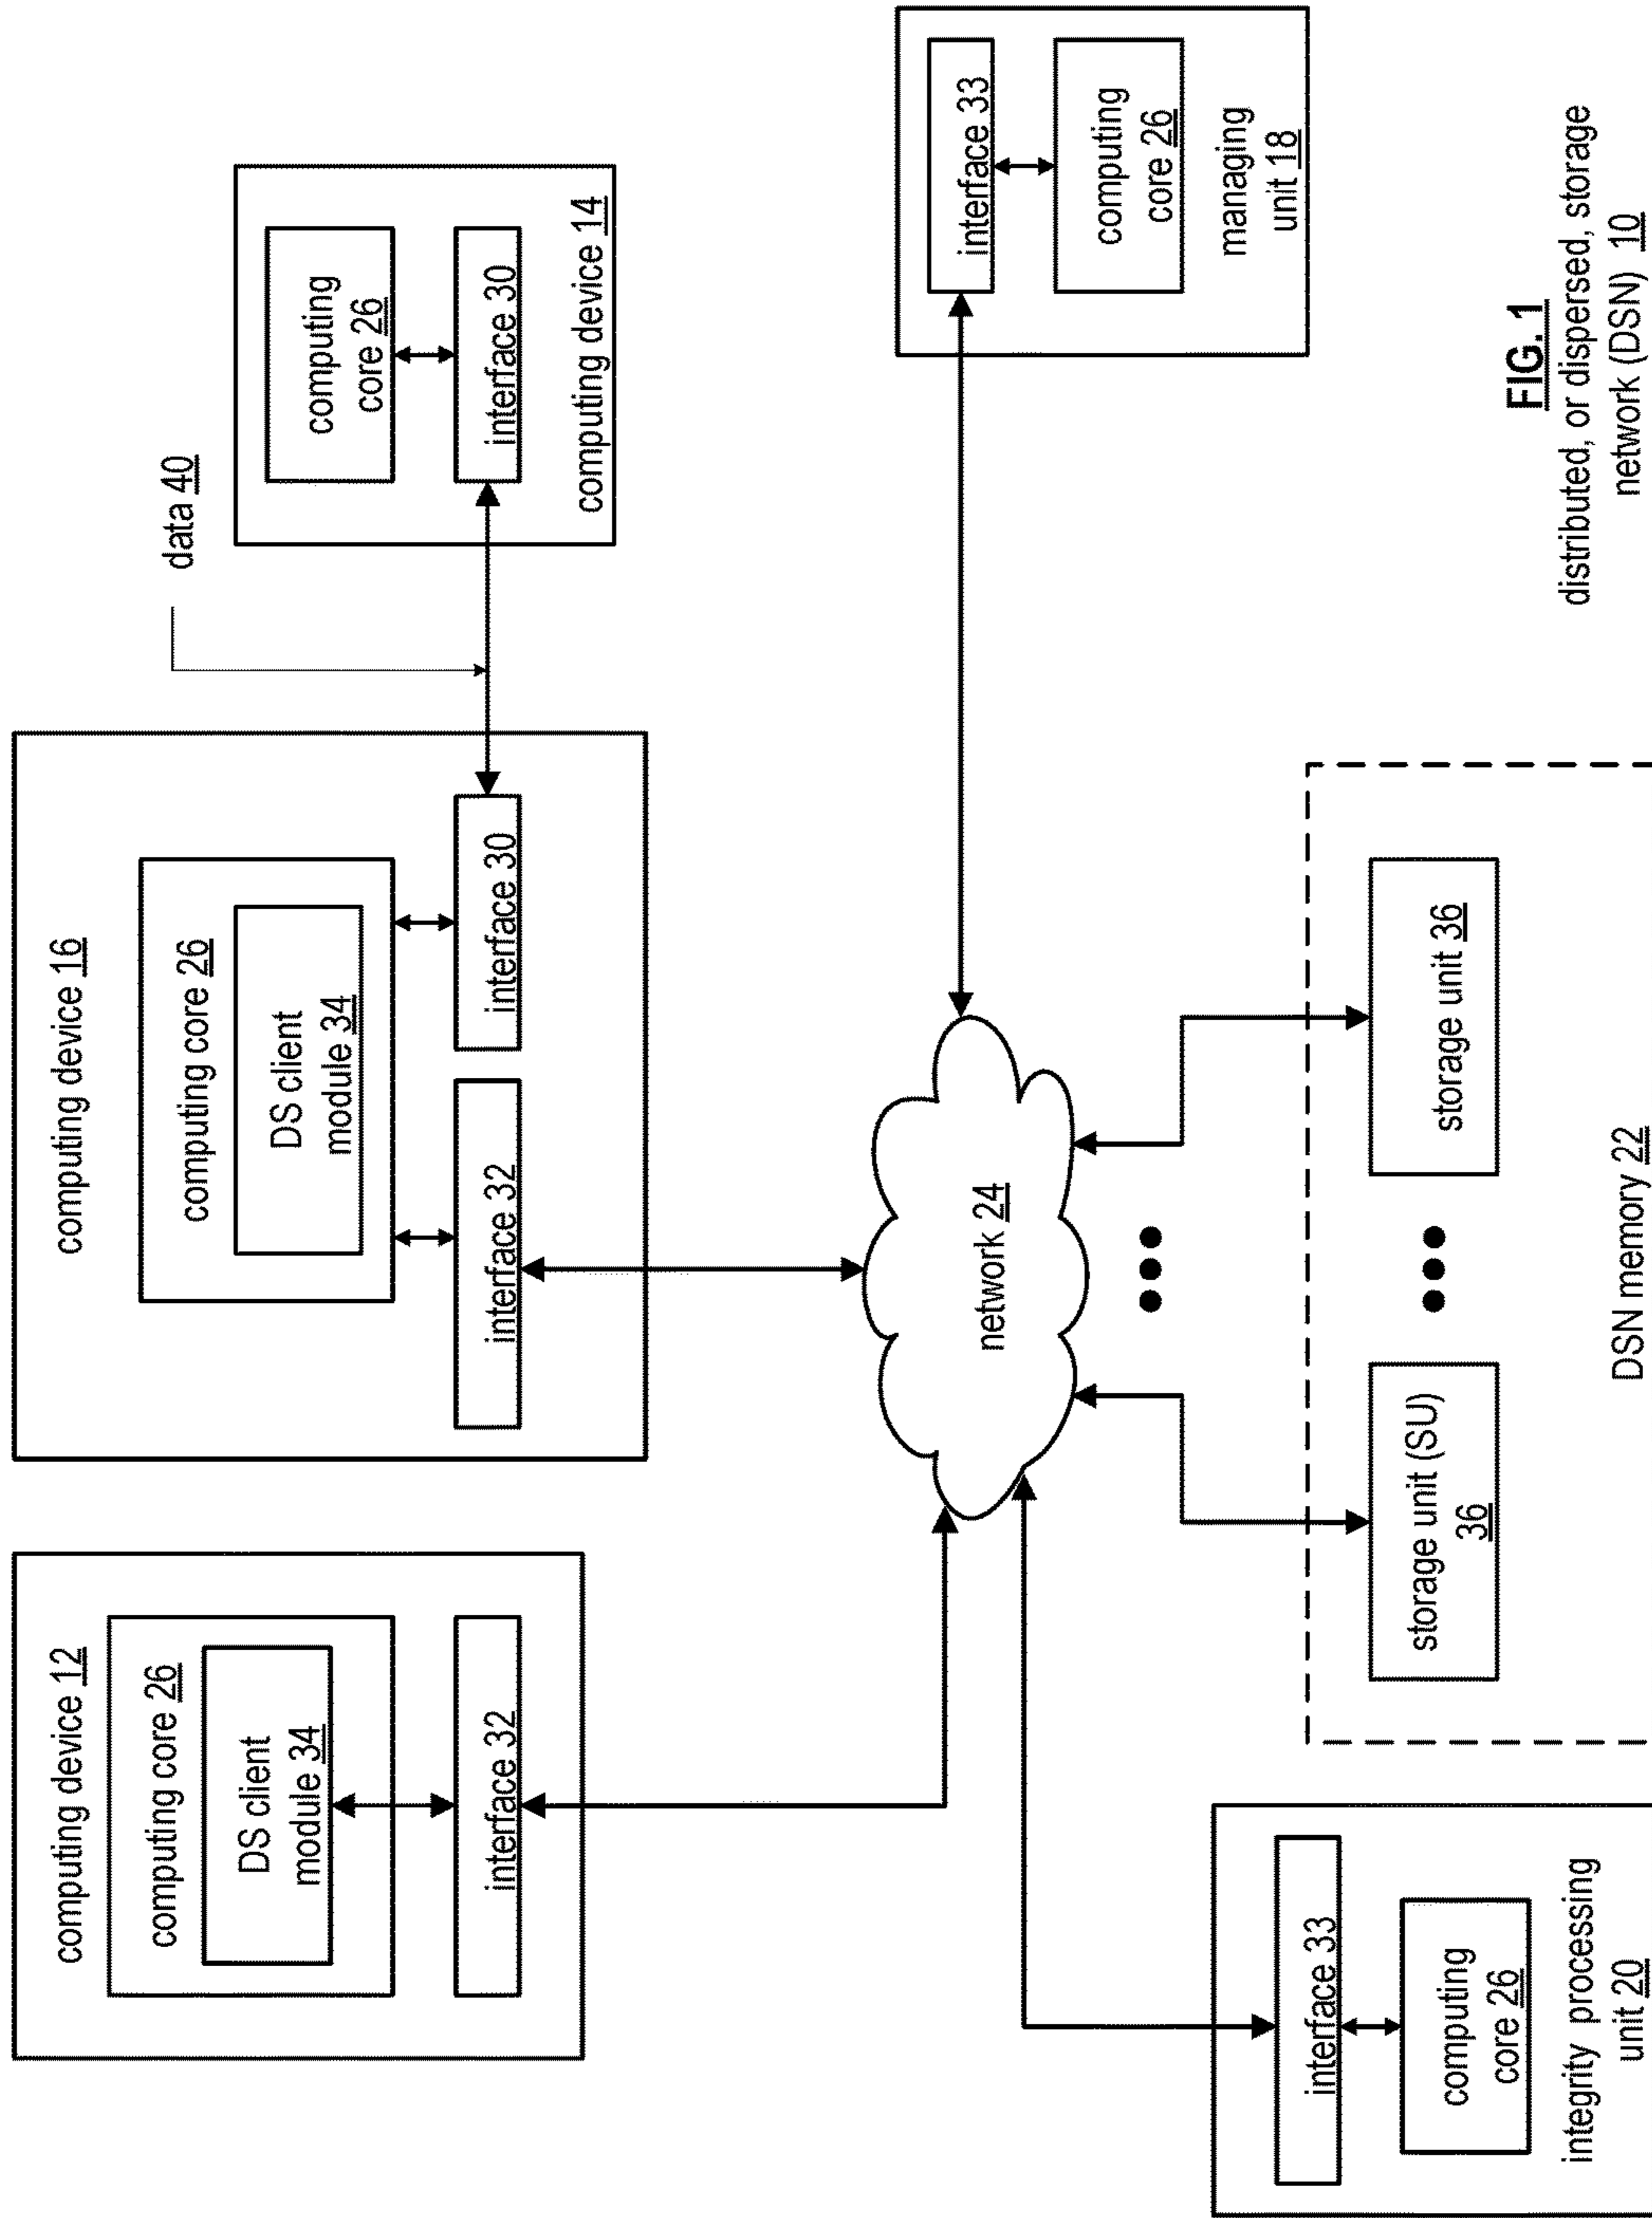 computing device 12
computing core 26
DS client
module 34
interface 32
computing device 16
computing core 26
DS client
module 34
interface 32
interface 30
data 40
computing
core 26
interface 30
computing device 14
network 24
interface 33
computing
core 26
managing
unit 18
interface 33
computing
core 26
integrity processing
unit 20
storage unit (SU)
36
storage unit 36
DSN memory 22
FIG. 1
distributed, or dispersed, storage
network (DSN) 10